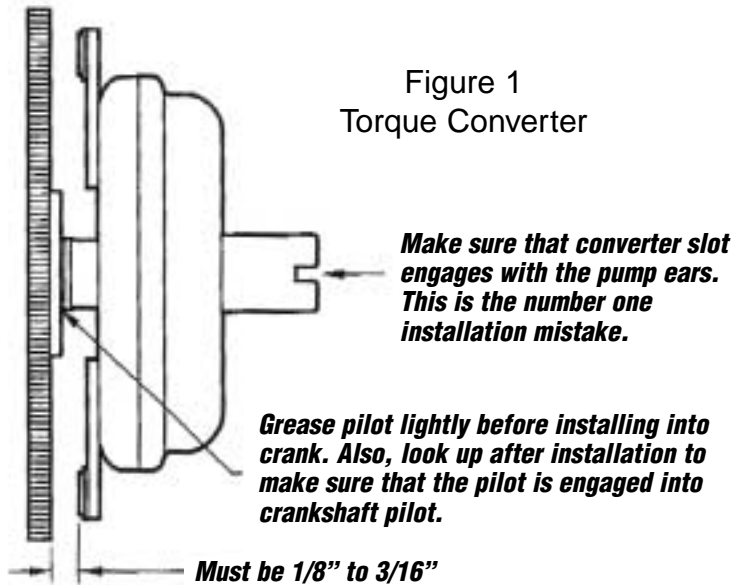 Figure 1
Torque Converter
Make sure that converter slot
engages with the pump ears.
This is the number one
installation mistake.
Grease pilot lightly before installing into
crank. Also, look up after installation to
make sure that the pilot is engaged into
crankshaft pilot.
Must be 1/8” to 3/16”